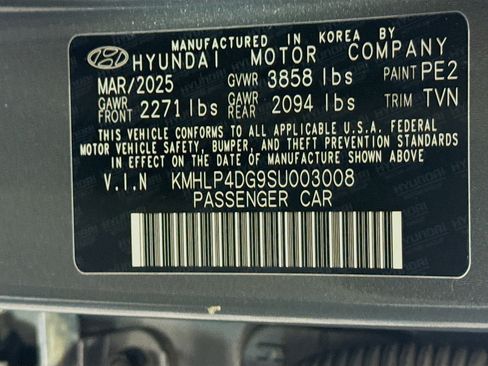 MANUFACTURED IN KOREA BY
HYUNDAI MOTOR COMPANY
MAR/2025 GVWR 3858 lbs PAINT PE2
GAWR FRONT 2271 lbs GAWR REAR 2094 lbs TRIM TVN
THIS VEHICLE CONFORMS TO ALL APPLICABLE U.S.A. FEDERAL
MOTOR VEHICLE SAFETY, BUMPER, AND THEFT PREVENTION STANDARDS
IN EFFECT ON THE DATE OF MANUFACTURE SHOWN ABOVE.
V.I.N KMHLP4DG9SU003008
PASSENGER CAR